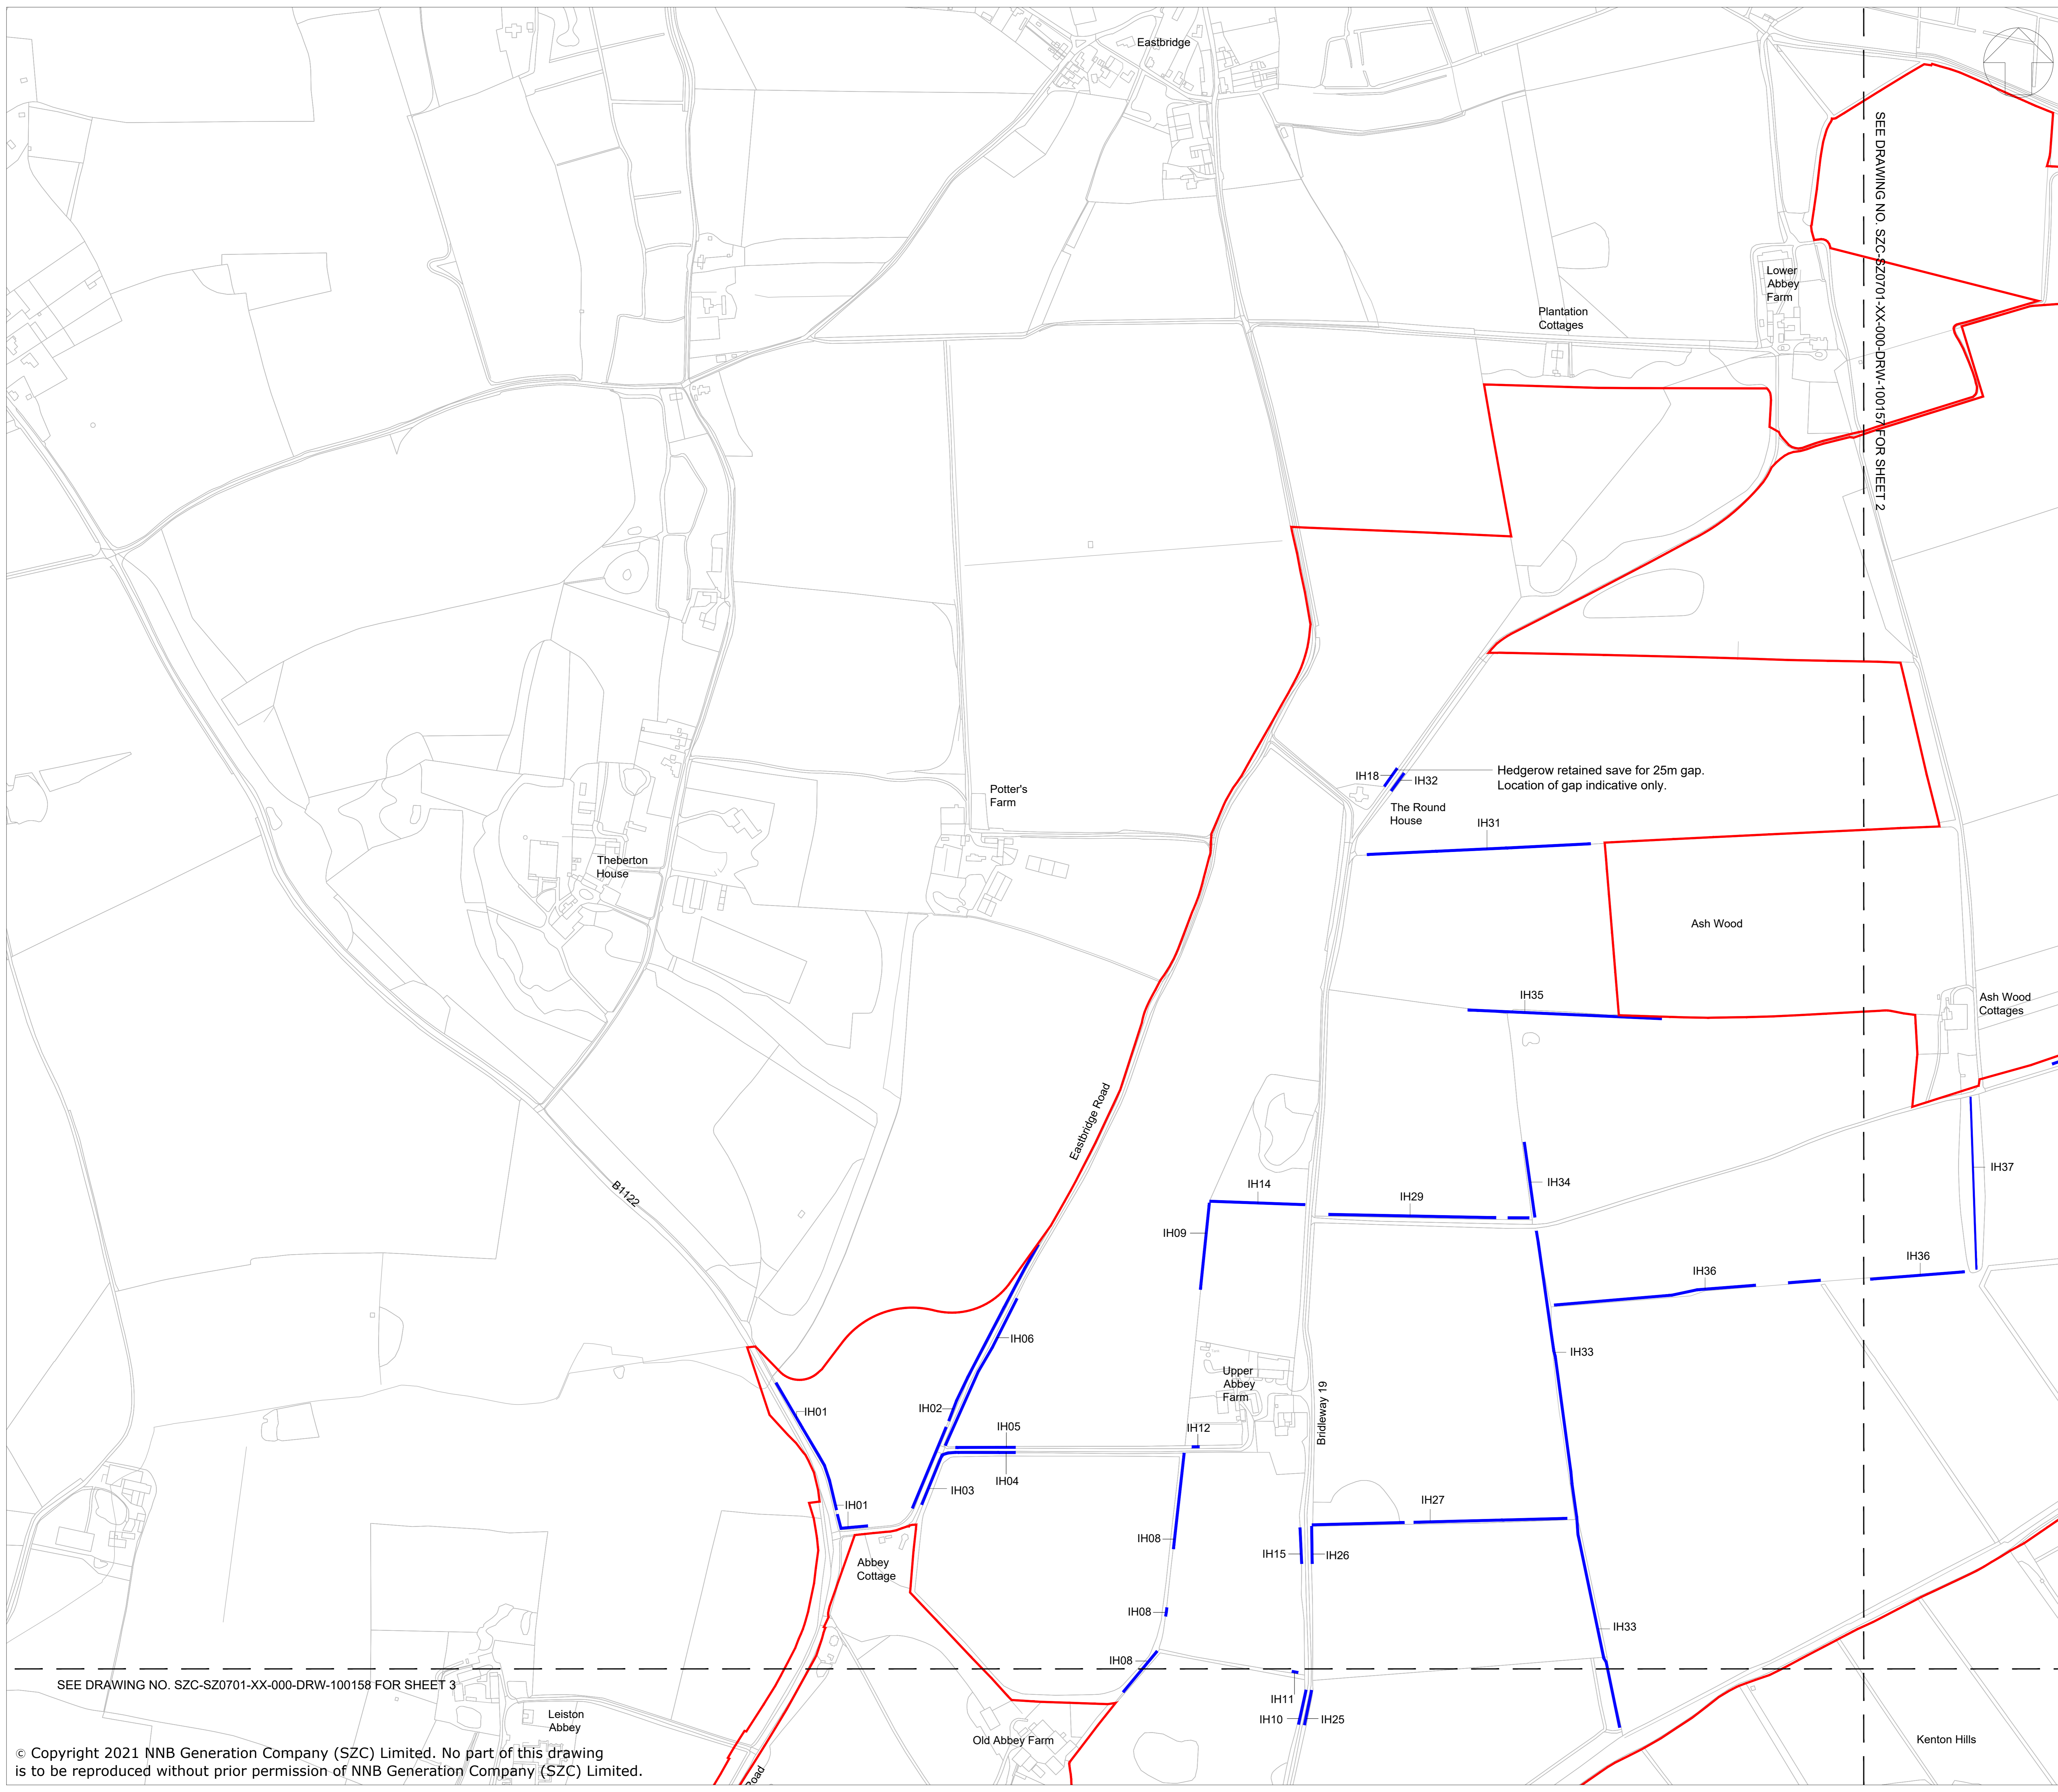 Eastbridge
SEE DRAWING NO. SZC-SZ0701-XX-000-DRW-100157 FOR SHEET 2
Lower
Abbey
Farm
Plantation
Cottages
IH18
IH32
Hedgerow retained save for 25m gap.
Location of gap indicative only.
The Round
House
IH31
Potter's
Farm
Theberton
House
Ash Wood
IH35
Ash Wood
Cottages
Eastbridge Road
B1122
IH37
IH34
IH14
IH29
IH09
IH36
IH36
IH06
IH33
Upper
Abbey
Farm
Bridleway 19
IH01
IH02
IH05
IH12
IH04
IH03
IH01
IH27
IH08
IH15
IH26
Abbey
Cottage
IH08
IH33
IH08
SEE DRAWING NO. SZC-SZ0701-XX-000-DRW-100158 FOR SHEET 3
IH11
IH10
IH25
Leiston
Abbey
Old Abbey Farm
Kenton Hills
Road
© Copyright 2021 NNB Generation Company (SZC) Limited. No part of this drawing
is to be reproduced without prior permission of NNB Generation Company (SZC) Limited.